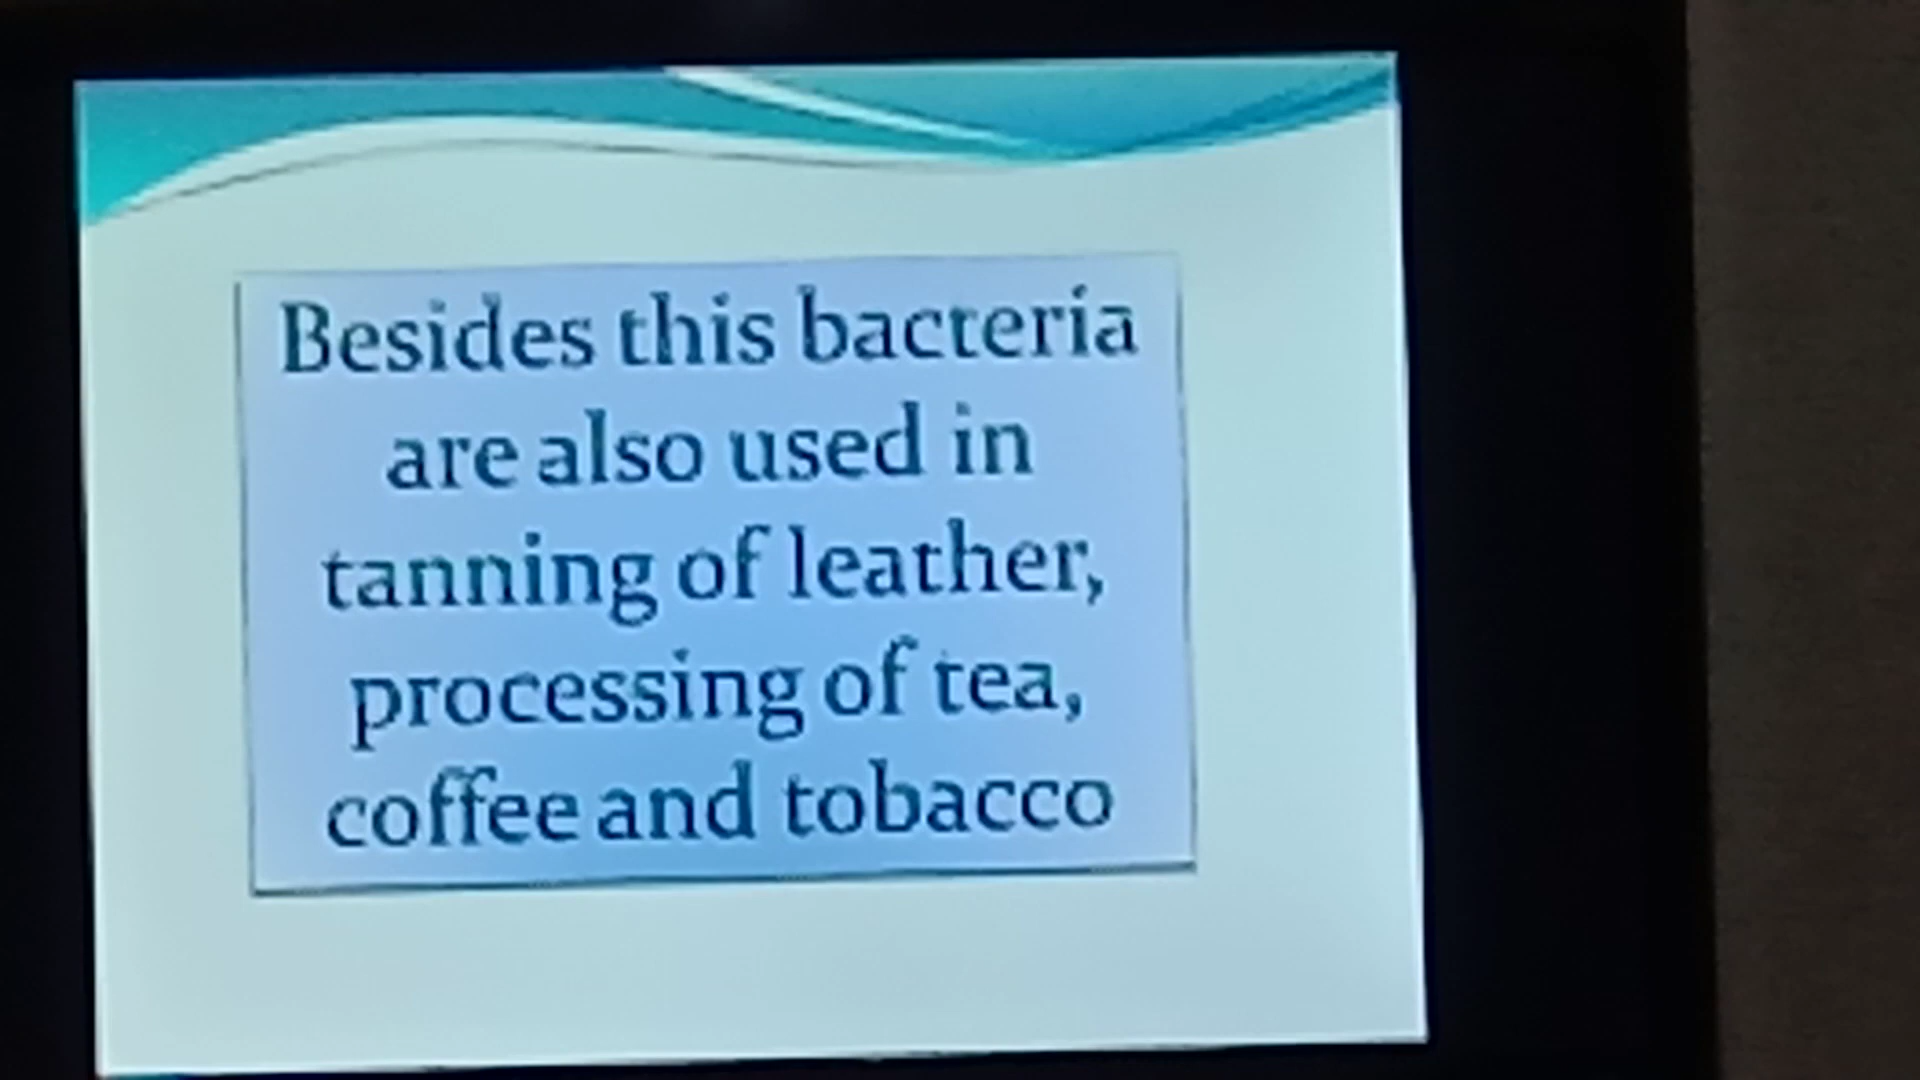 Besides this bacteria
are also used in
tanning of leather,
processing of tea,
coffee and tobacco